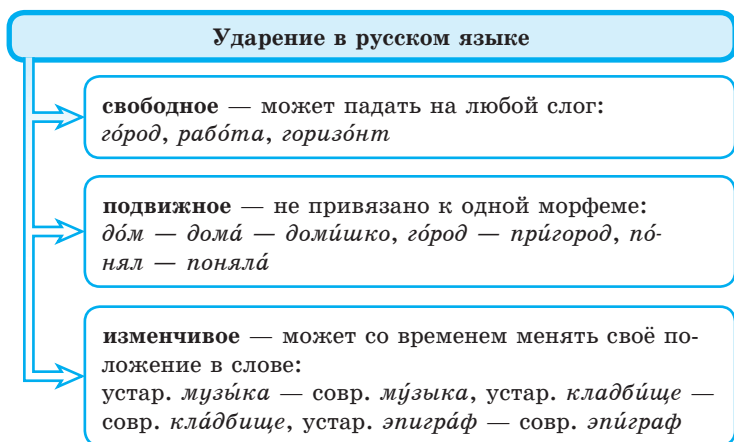 Ударение в русском языке
свободное — может падать на любой слог:
го́род, рабо́та, горизо́нт
подвижное — не привязано к одной морфеме:
до́м — дома́ — доми́шко, го́род — при́город, по́-
нял — поняла́
изменчивое — может со временем менять своё по-
ложение в слове:
устар. музы́ка — совр. му́зыка, устар. кладби́ще —
совр. кла́дбище, устар. эпигра́ф — совр. эпи́граф